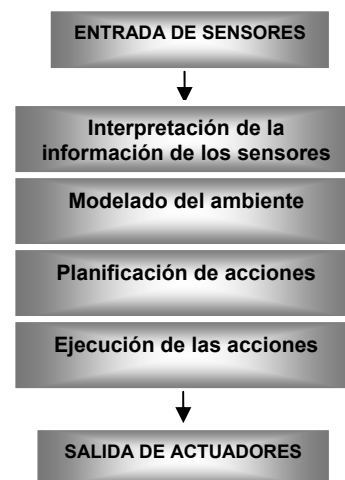 ENTRADA DE SENSORES
Interpretación de la
información de los sensores
Modelado del ambiente
Planificación de acciones
Ejecución de las acciones
SALIDA DE ACTUADORES